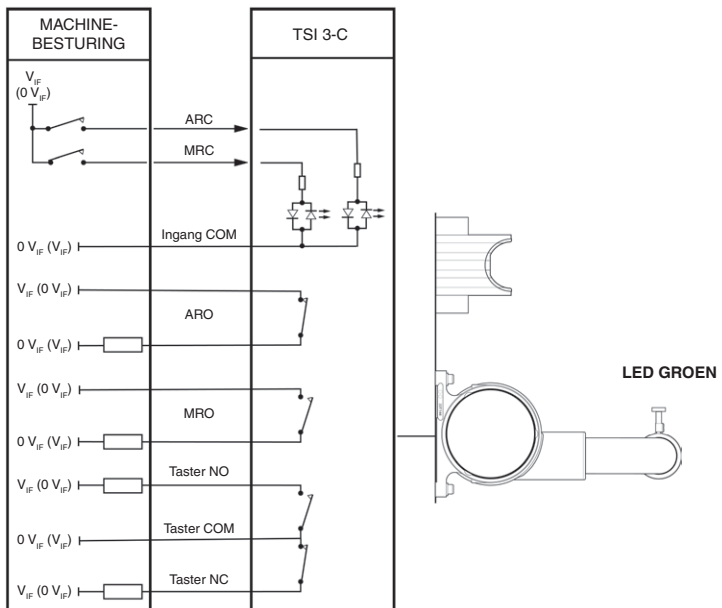 MACHINE-
BESTURING
TSI 3-C
V_IF
(0 V_IF)
ARC
MRC
Ingang COM
0 V_IF (V_IF)
V_IF (0 V_IF)
ARO
0 V_IF (V_IF)
V_IF (0 V_IF)
MRO
0 V_IF (V_IF)
Taster NO
V_IF (0 V_IF)
Taster COM
0 V_IF (V_IF)
Taster NC
V_IF (0 V_IF)
LED GROEN